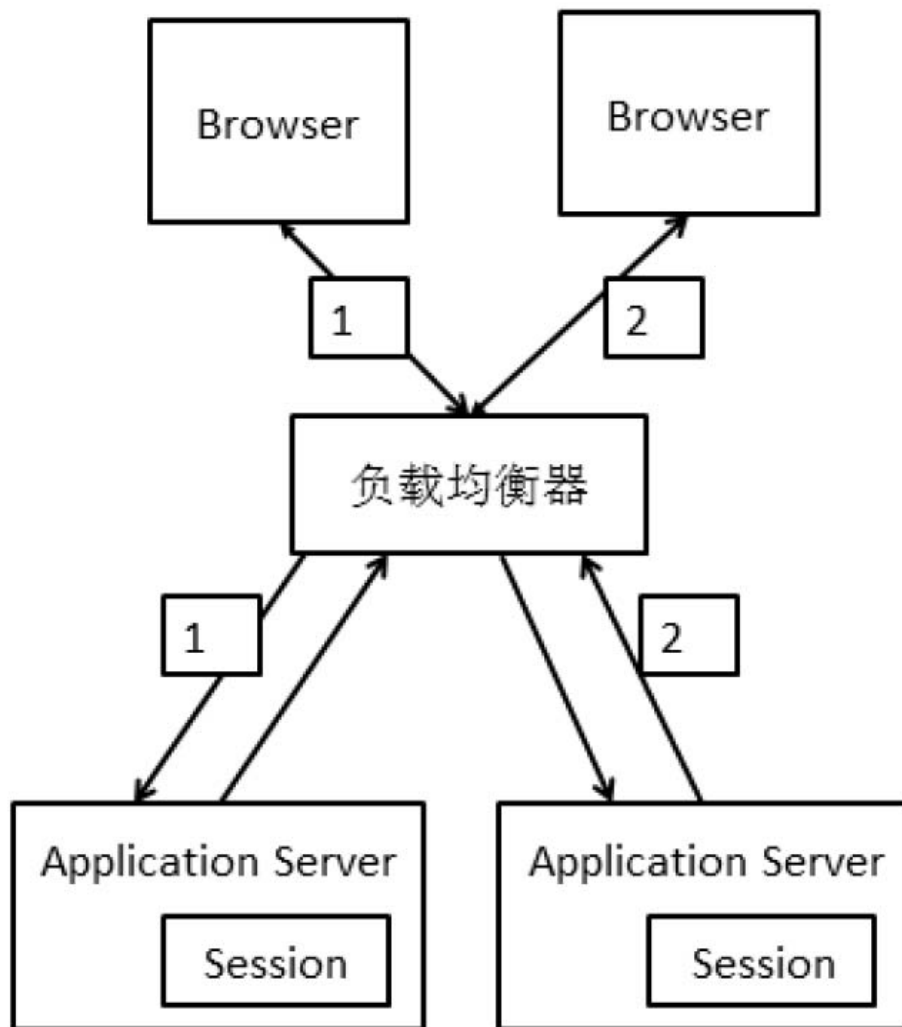 Browser
Browser
1
2
负载均衡器
1
2
Application Server
Application Server
Session
Session